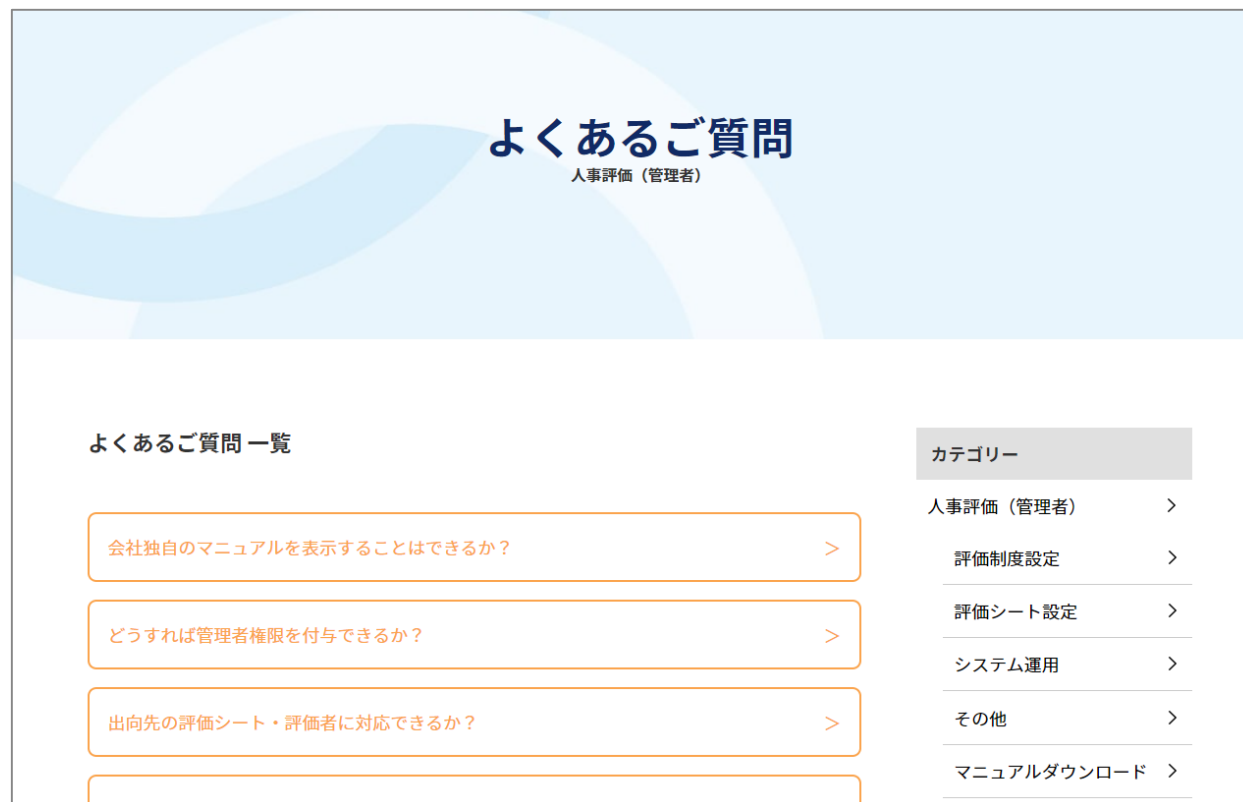 よくあるご質問
人事評価（管理者）
よくあるご質問 一覧
会社独自のマニュアルを表示することはできるか？
どうすれば管理者権限を付与できるか？
出向先の評価シート・評価者に対応できるか？
カテゴリー
人事評価（管理者）
評価制度設定
評価シート設定
システム運用
その他
マニュアルダウンロード